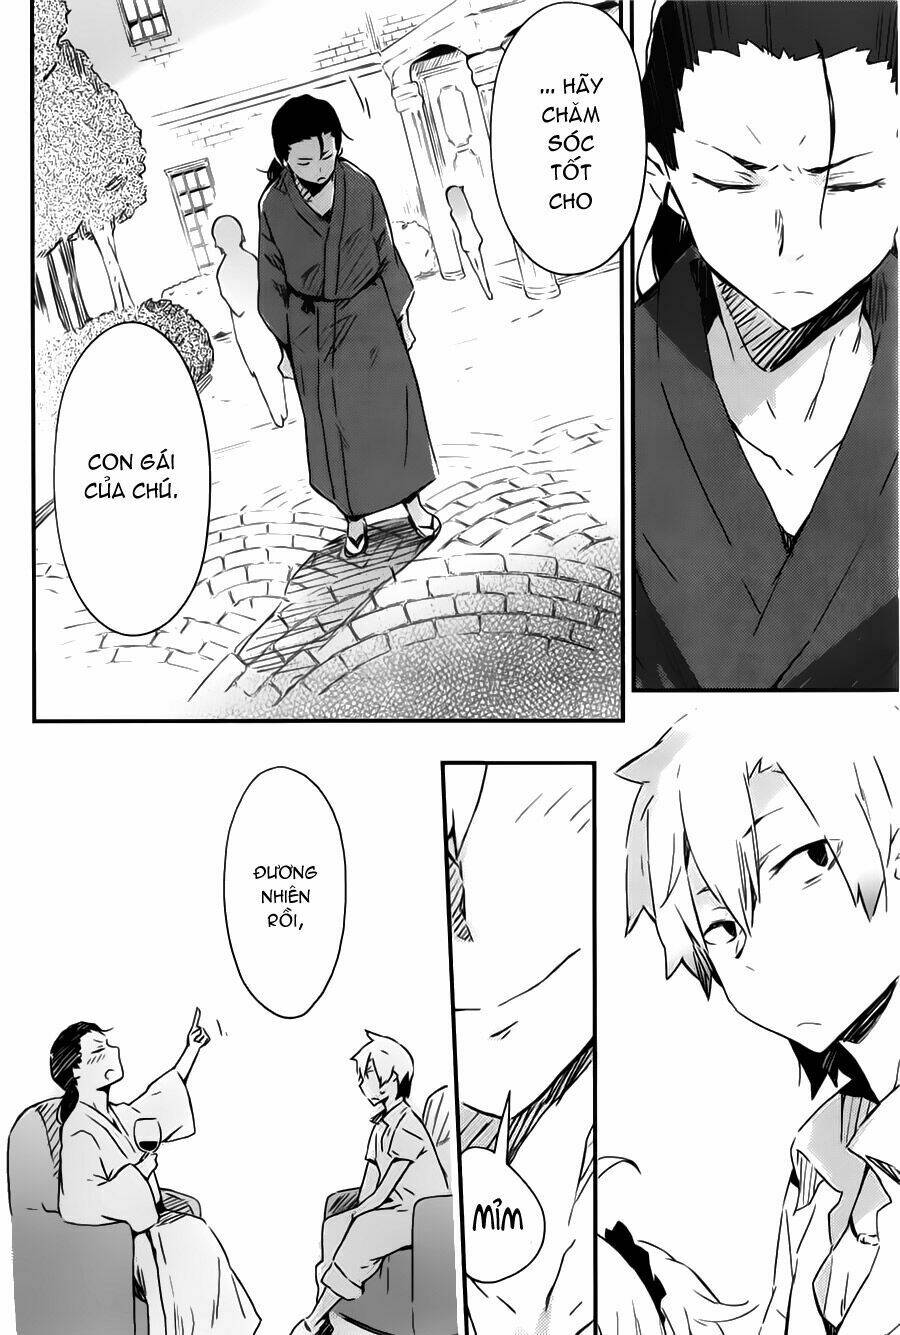 ... HÃY
CHĂM
SÓC
TỐT
CHO
CON GÁI
CỦA CHÚ.
MỈM
ĐƯƠNG
NHIÊN
RỒI,